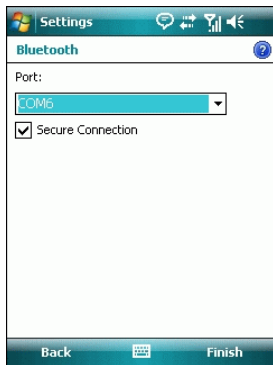 Settings
Bluetooth
Port:
COM6
Secure Connection
Back Finish